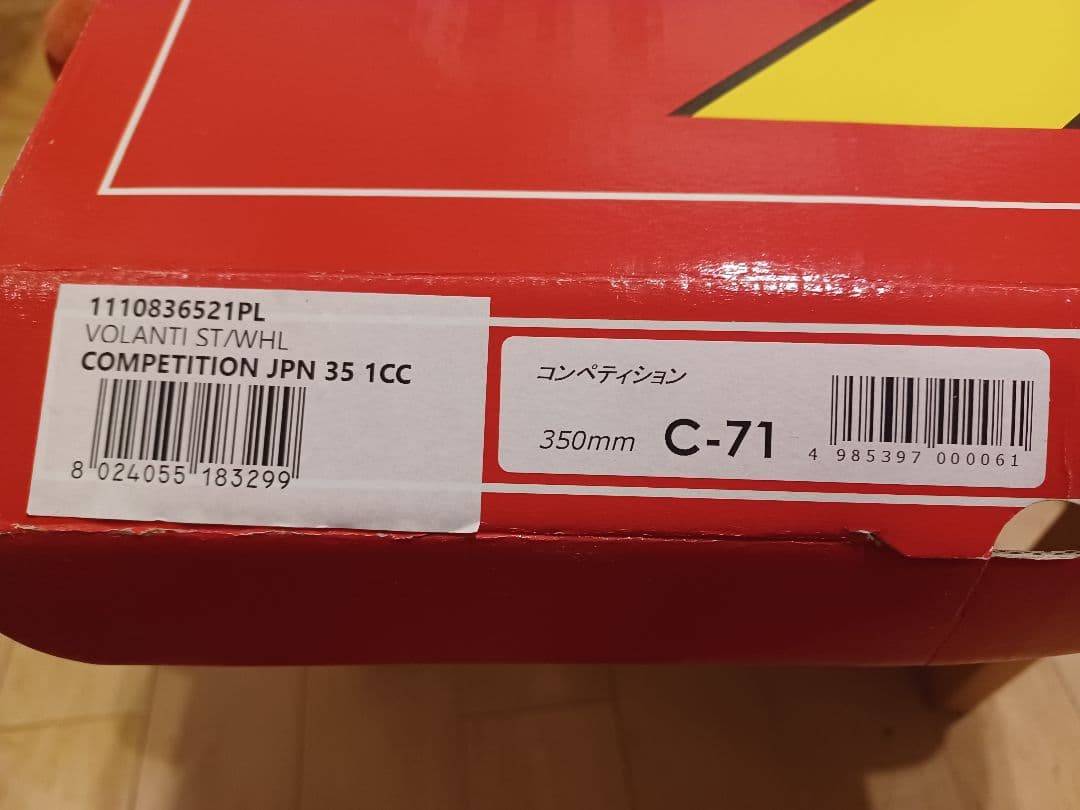 1110836521PL
VOLANTI ST/WHL
COMPETITION JPN 35 1CC
8 024055 183299
コンペティション
350mm C-71
4 985397 000061